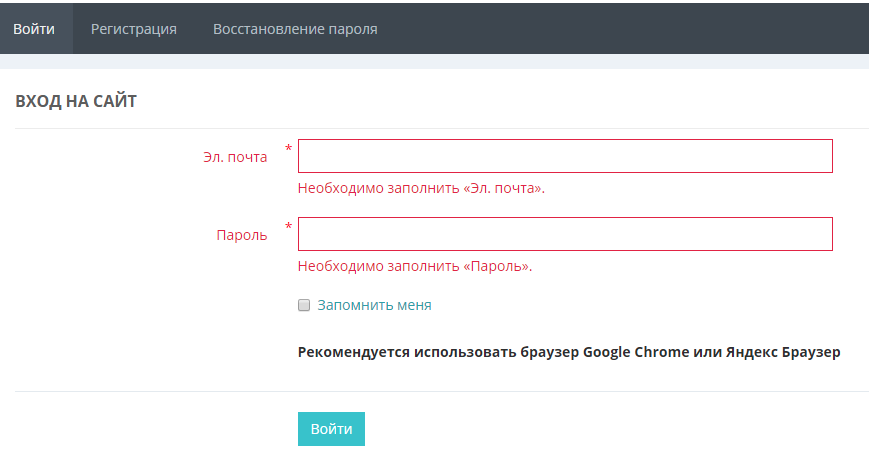 Войти Регистрация Восстановление пароля
ВХОД НА САЙТ
Эл. почта *
Необходимо заполнить «Эл. почта».
Пароль *
Необходимо заполнить «Пароль».
Запомнить меня
Рекомендуется использовать браузер Google Chrome или Яндекс Браузер
Войти